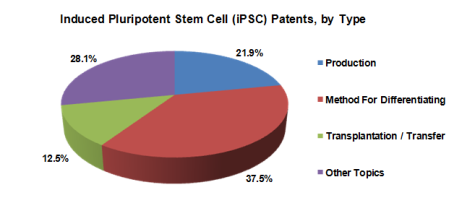 Induced Pluripotent Stem Cell (iPSC) Patents, by Type
28.1%
21.9%
12.5%
37.5%
Production
Method For Differentiating
Transplantation / Transfer
Other Topics